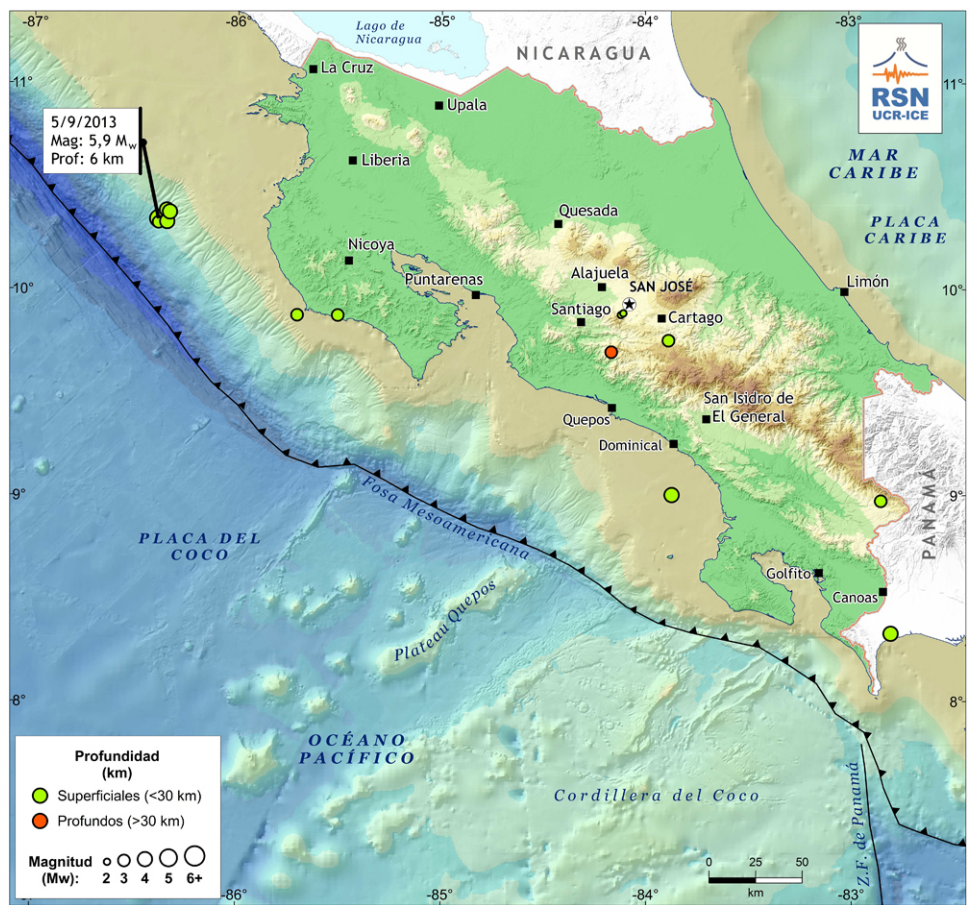 -87°
-86°
-85°
-84°
-83°
Lago de
Nicaragua
NICARAGUA
La Cruz
11°
11°
RSN
UCR-ICE
Upala
5/9/2013
Mag: 5,9 Mw
Prof: 6 km
MAR
CARIBE
Liberia
Quesada
PLACA
CARIBE
Nicoya
Alajuela
Puntarenas
SAN JOSÉ
Limón
10°
10°
Santiago
Cartago
San Isidro de
El General
Quepos
Dominical
9°
9°
Fosa Mesoamericana
PANAMÁ
PLACA DEL
COCO
Golfito
Canoas
Plateau Quepos
8°
8°
OCÉANO
PACÍFICO
Profundidad
(km)
Superficiales (<30 km)
Profundos (>30 km)
Magnitud
(Mw):
2 3 4 5 6+
Cordillera del Coco
Z.F. de Panamá
0 25 50
km
-87°
-86°
-85°
-84°
-83°